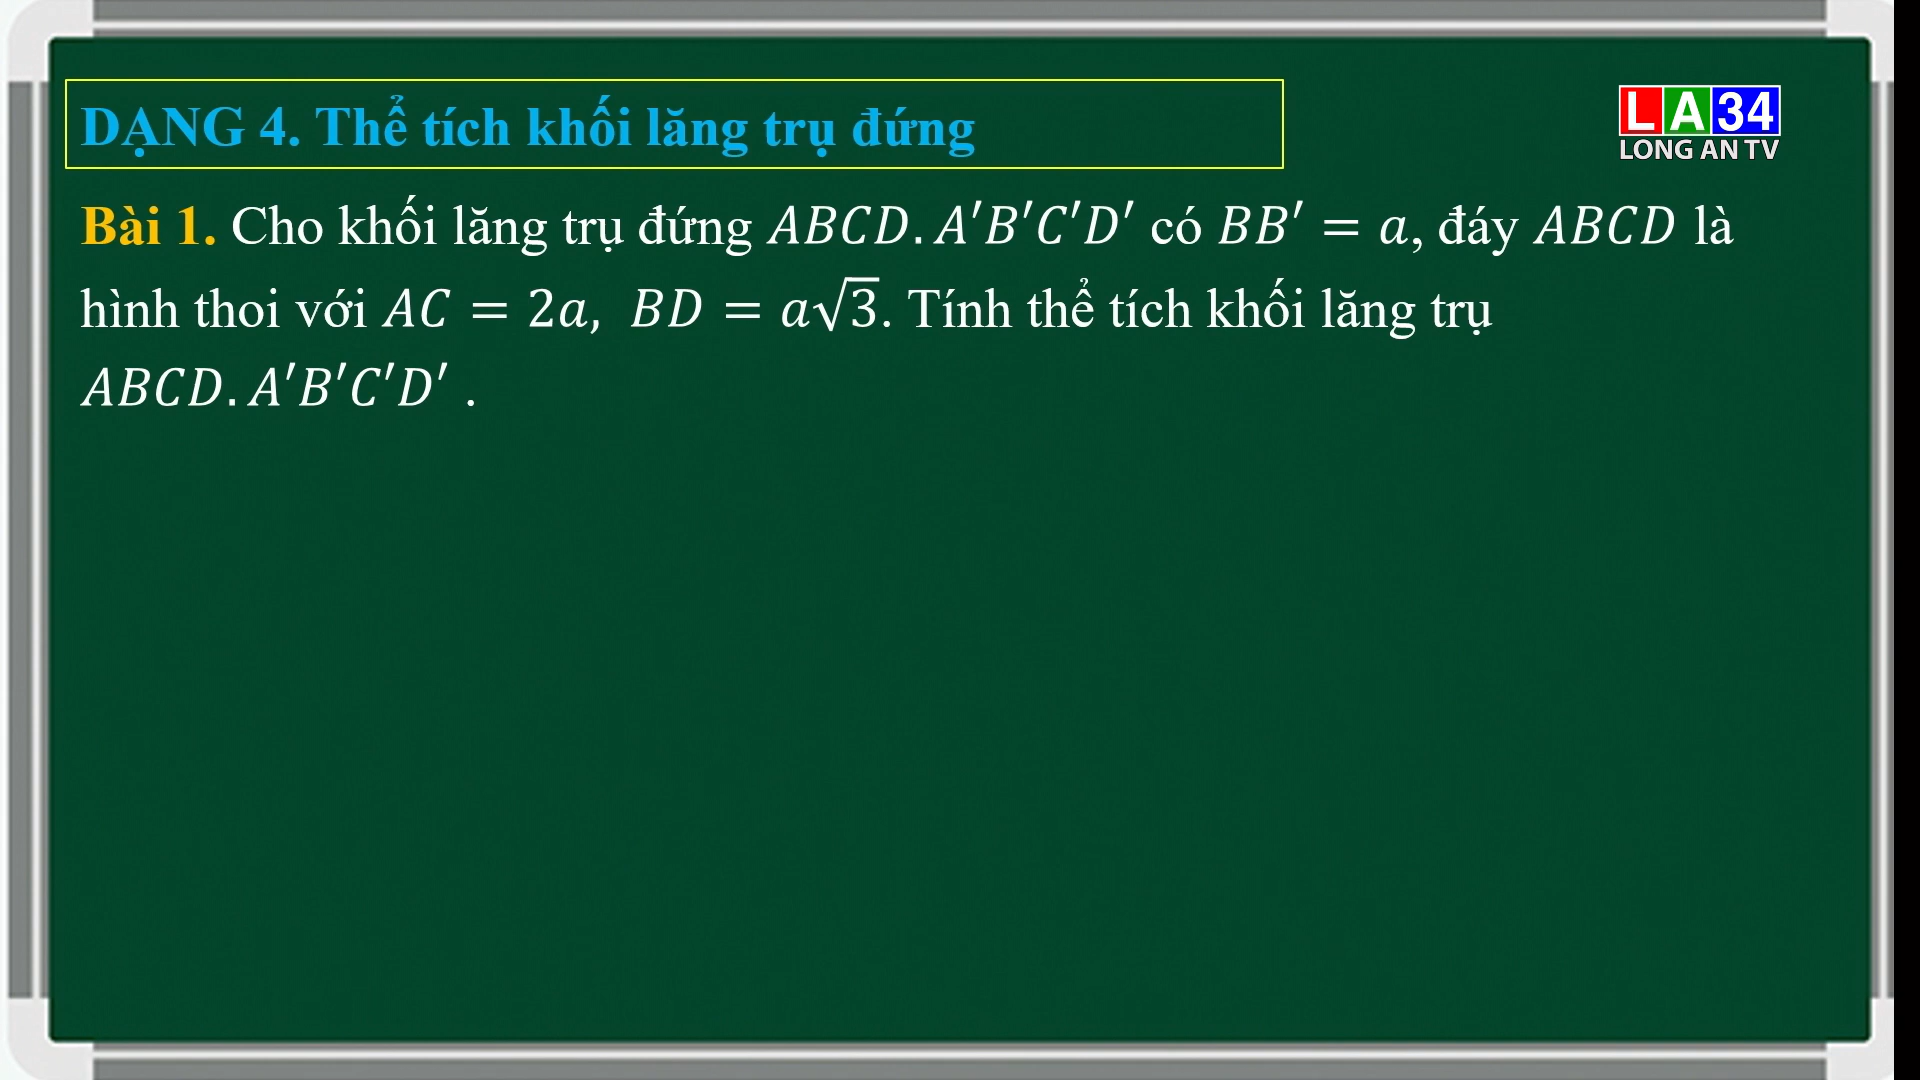 DẠNG 4. Thể tích khối lăng trụ đứng
LA34
LONG AN TV
Bài 1. Cho khối lăng trụ đứng ABCD.A′B′C′D′ có BB′ = a, đáy ABCD là
hình thoi với AC = 2a, BD = a√3. Tính thể tích khối lăng trụ
ABCD.A′B′C′D′ .